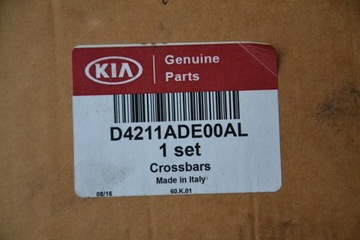 KIA
Genuine
Parts
D4211ADE00AL
1 set
Crossbars
Made in Italy
08/16
60.K.01